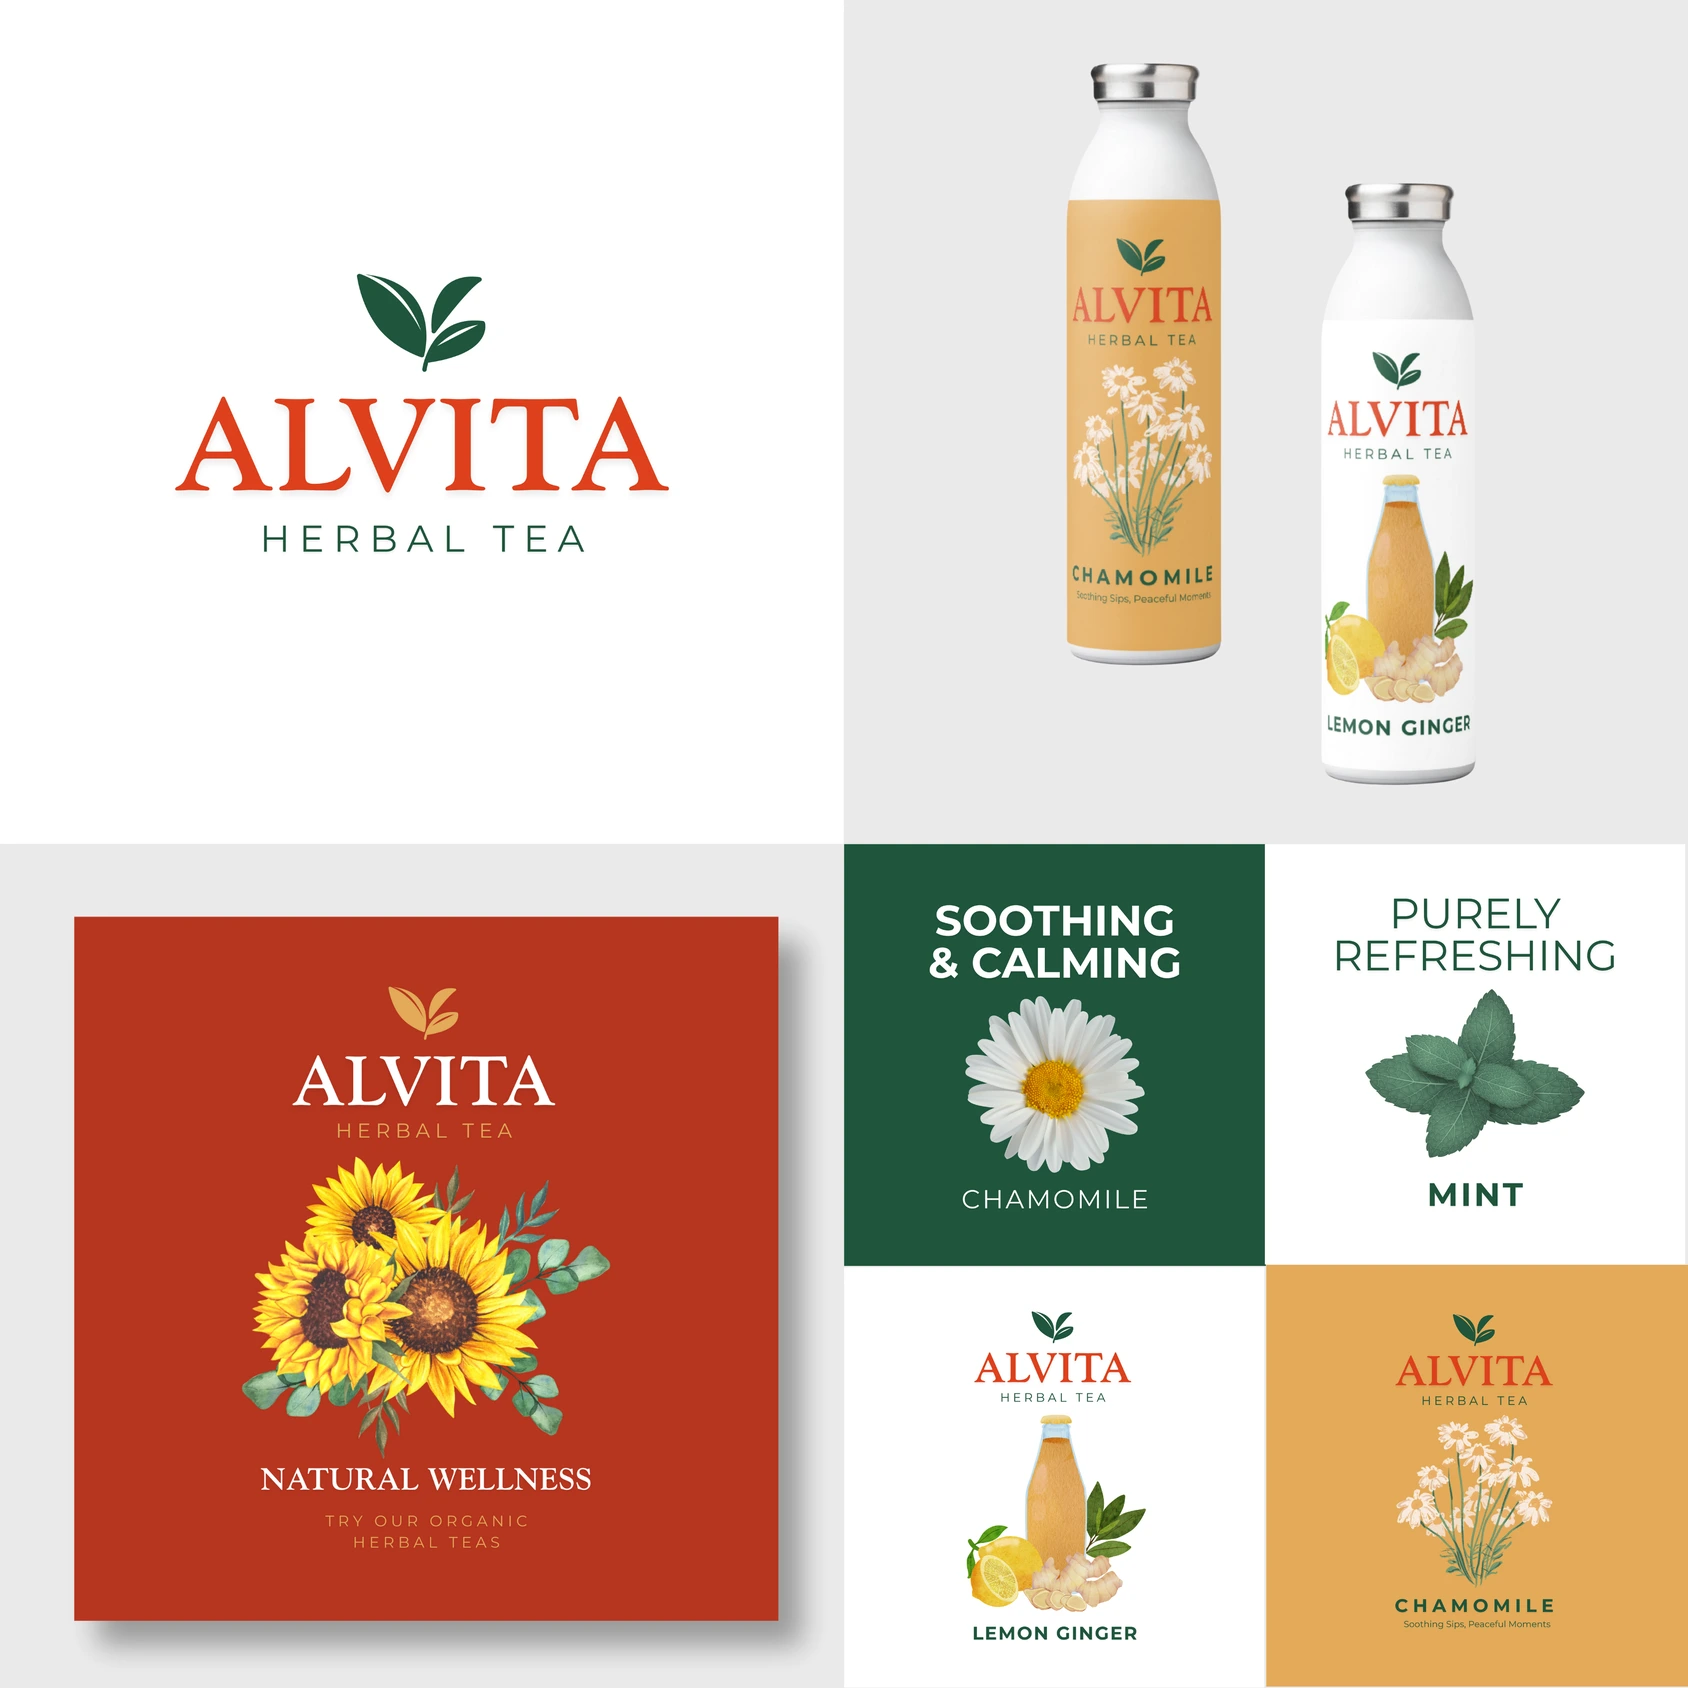 ALVITA
HERBAL TEA
ALVITA
HERBAL TEA
CHAMOMILE
Soothing Sips, Peaceful Moments
ALVITA
HERBAL TEA
LEMON GINGER
ALVITA
HERBAL TEA
NATURAL WELLNESS
TRY OUR ORGANIC
HERBAL TEAS
SOOTHING
& CALMING
CHAMOMILE
PURELY
REFRESHING
MINT
ALVITA
HERBAL TEA
LEMON GINGER
ALVITA
HERBAL TEA
CHAMOMILE
Soothing Sips, Peaceful Moments